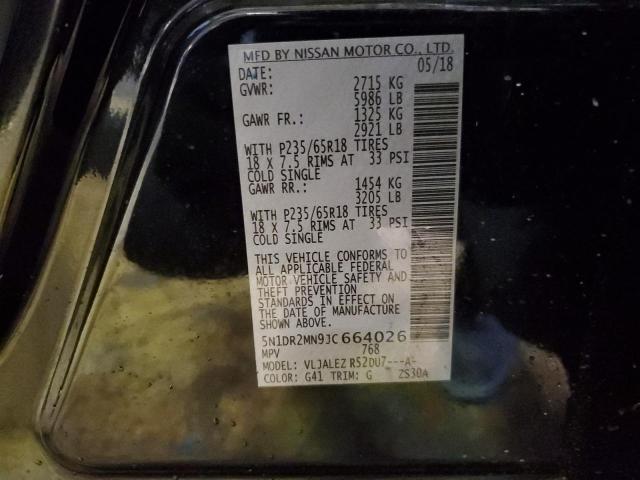 MFD BY NISSAN MOTOR CO., LTD.
DATE: 05/18
GVWR: 2715 KG
5986 LB
GAWR FR.: 1325 KG
2921 LB
WITH P235/65R18 TIRES
18 X 7.5 RIMS AT 33 PSI
COLD SINGLE
GAWR RR.: 1454 KG
3205 LB
WITH P235/65R18 TIRES
18 X 7.5 RIMS AT 33 PSI
COLD SINGLE
THIS VEHICLE CONFORMS TO
ALL APPLICABLE FEDERAL
MOTOR VEHICLE SAFETY AND
THEFT PREVENTION
STANDARDS IN EFFECT ON
THE DATE OF MANUFACTURE
SHOWN ABOVE.
5N1DR2MN9JC664026
MPV 768
MODEL: VLJALEZ R52DU7---A-
COLOR: G41 TRIM: G ZS30A